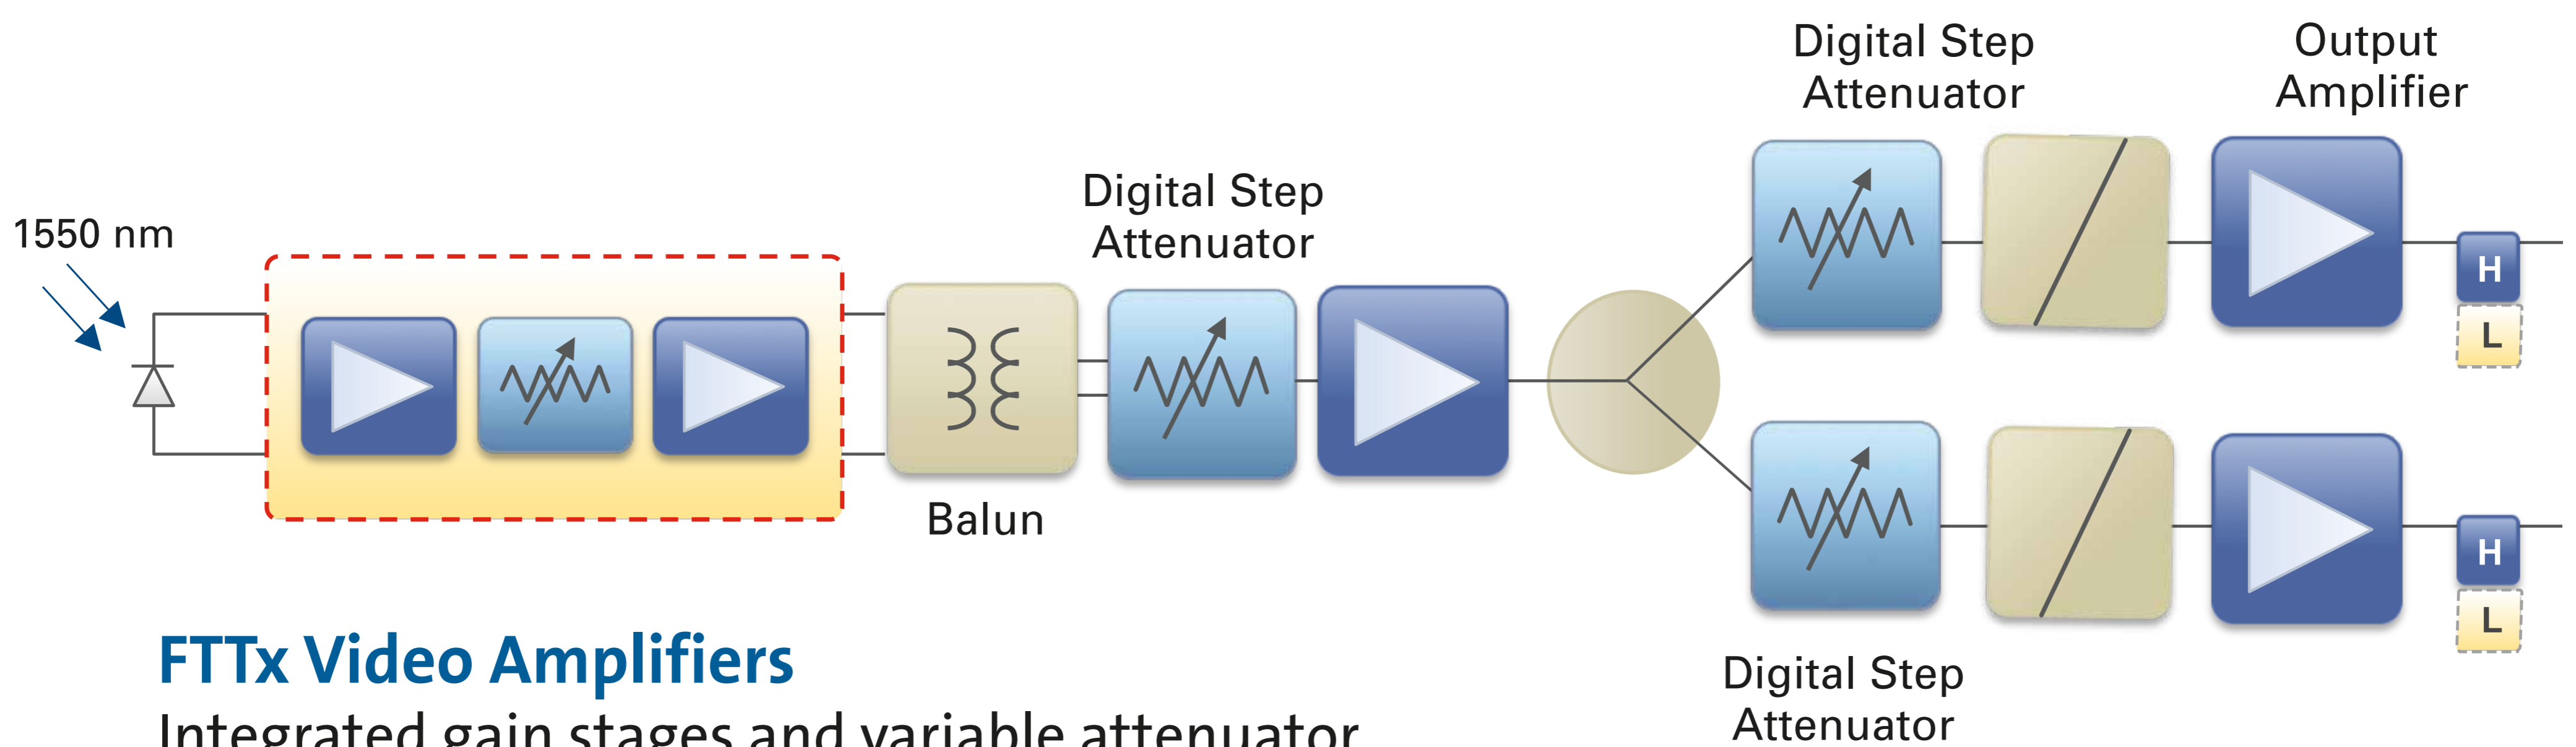 1550 nm
Balun
Digital Step
Attenuator
Digital Step
Attenuator
Output
Amplifier
H
L
H
L
Digital Step
Attenuator
FTTx Video Amplifiers
Integrated gain stages and variable attenuator